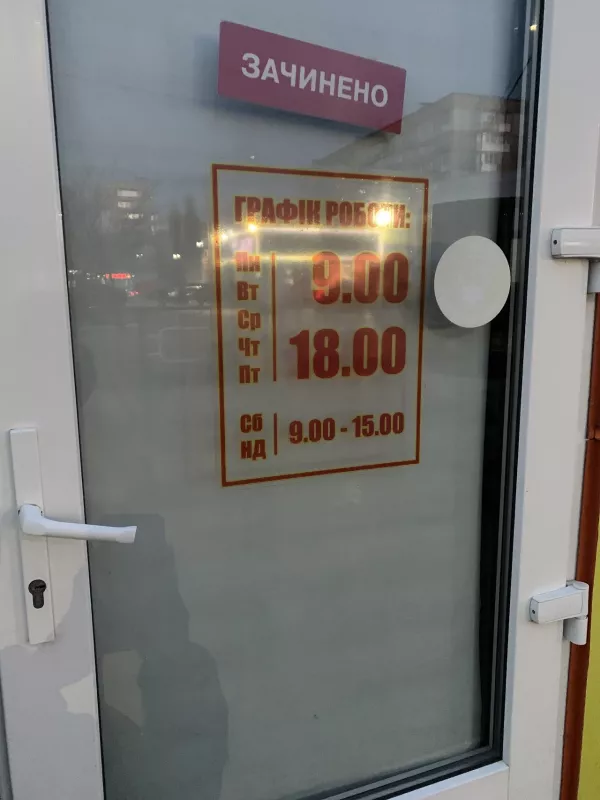 ЗАЧИНЕНО
ГРАФІК РОБОТИ:
Пн
Вт
Ср
Чт
Пт
9.00
18.00
Сб
НД
9.00 - 15.00